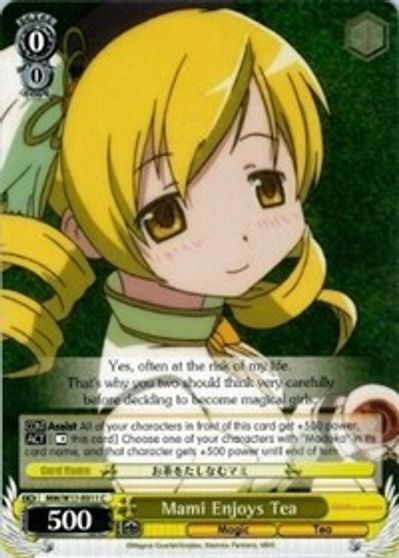 0
0
Yes, often at the risk of my life.
That's why you two should think very carefully
before deciding to become magical girls.
CONT Assist All of your characters in front of this card get +500 power.
ACT this card] Choose one of your characters with "Madoka" in its
card name, and that character gets +500 power until end of turn.
Card Name お茶をたしなむマミ
500
Mami Enjoys Tea
Magic Tea